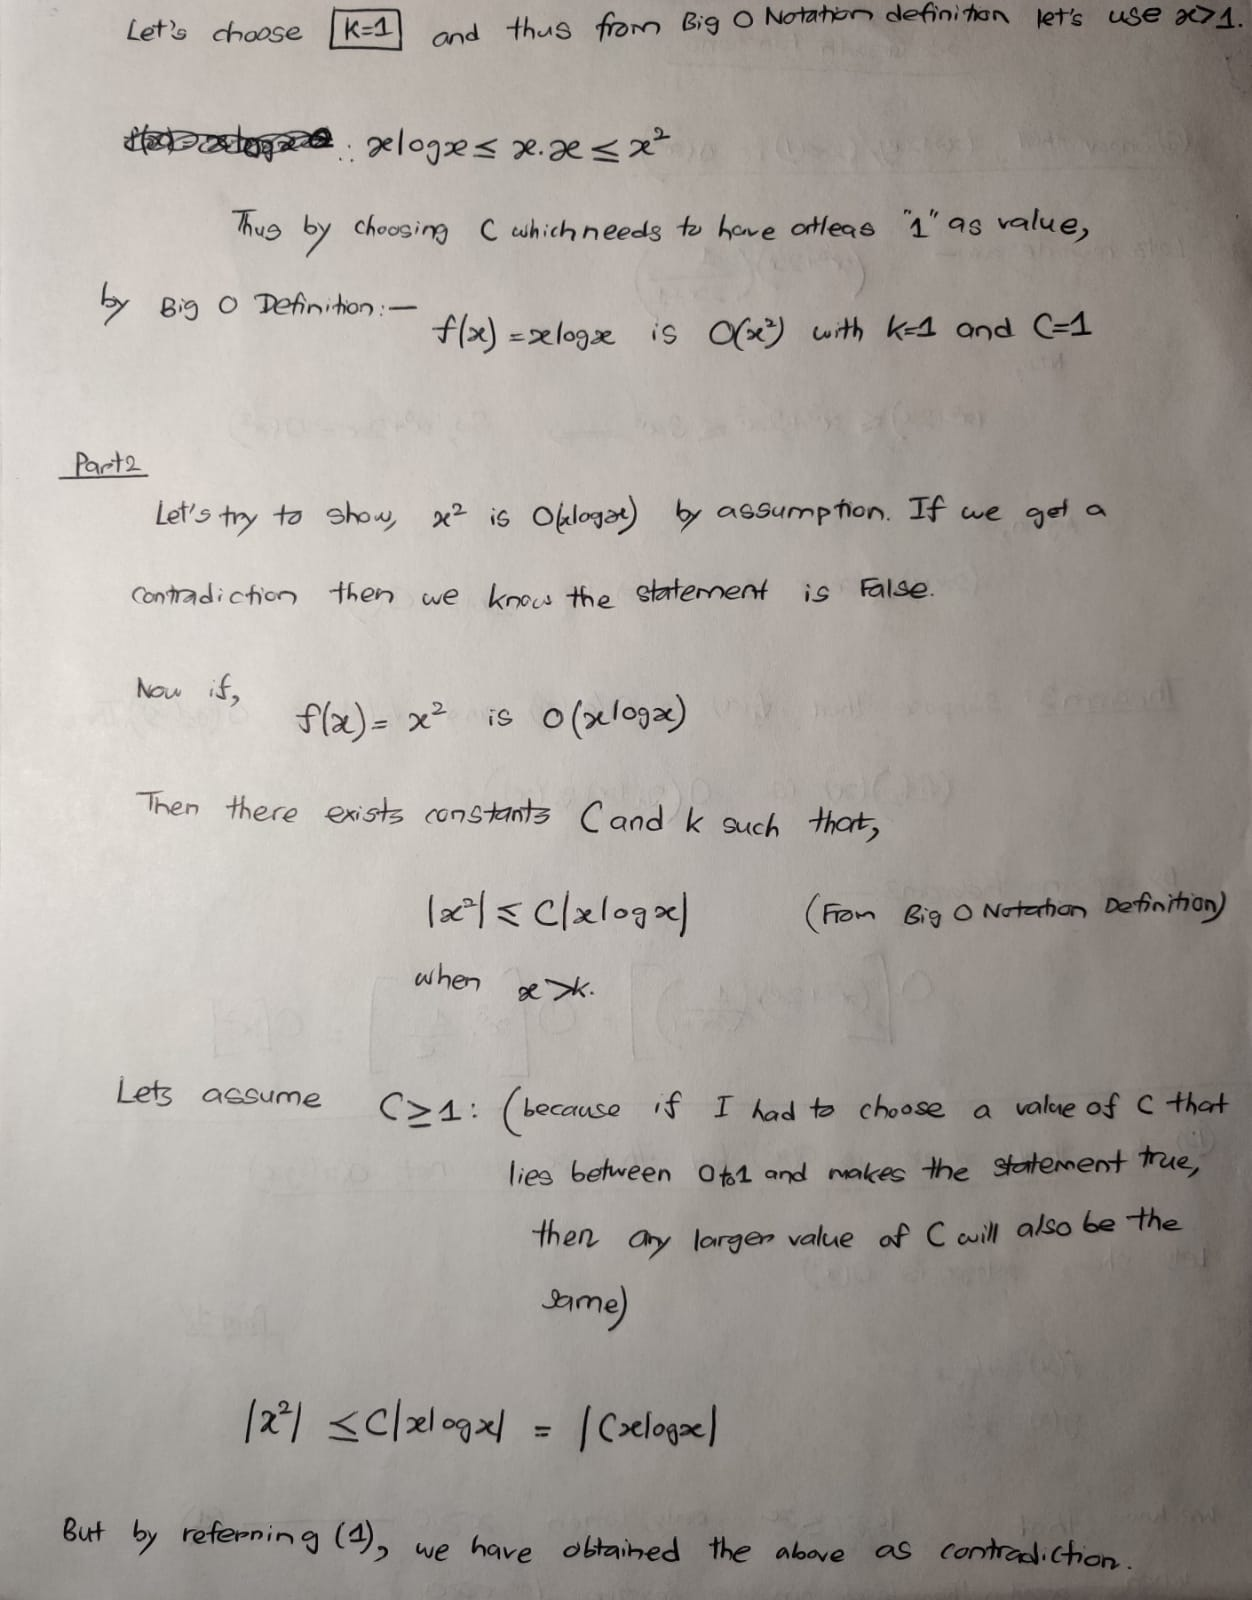 Let's choose K=1 and thus from Big O Notation definition let's use x>1.
∴ xlogx ≤ x.x ≤ x²
Thus by choosing C which needs to have atleas "1" as value,
by Big O Definition:-
f(x) = xlogx is O(x²) with k=1 and C=1
Part2
Let's try to show, x² is O(xlogx) by assumption. If we get a
contradiction then we know the statement is False.
Now if,
f(x) = x² is O(xlogx)
Then there exists constants C and k such that,
|x²| ≤ C|xlogx| (From Big O Notation Definition)
when x>k.
Lets assume C≥1: (because if I had to choose a value of C that
lies between 0 to 1 and makes the statement true,
then any larger value of C will also be the
same)
|x²| ≤ C|xlogx| = |Cxlogx|
But by referring (1), we have obtained the above as contradiction.